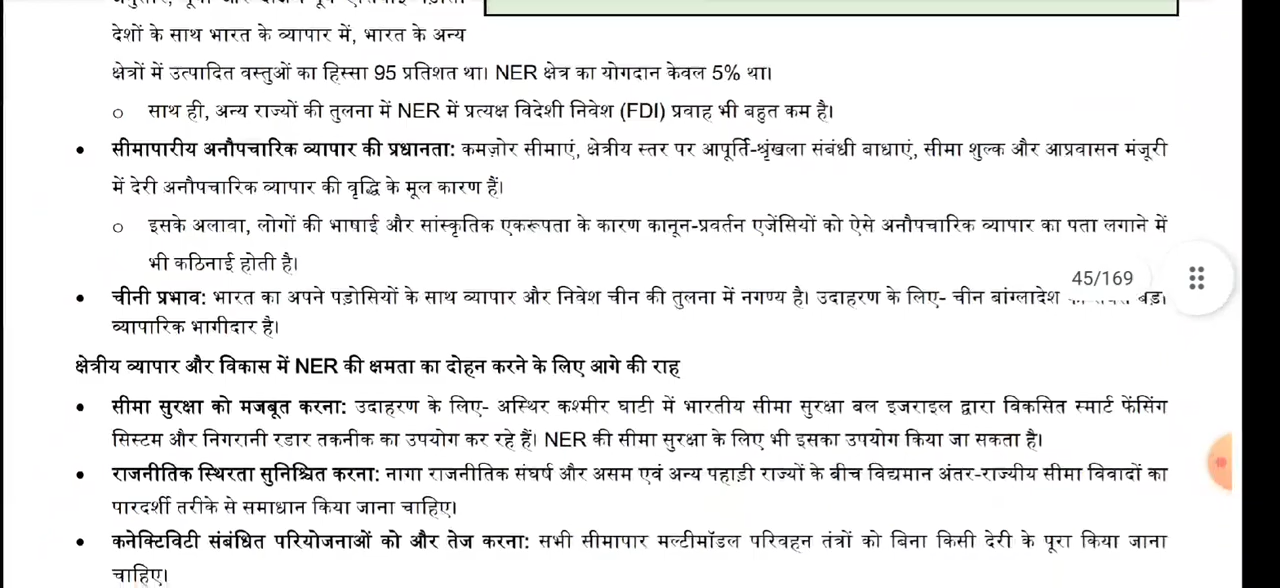 देशों के साथ भारत के व्यापार में, भारत के अन्य
क्षेत्रों में उत्पादित वस्तुओं का हिस्सा 95 प्रतिशत था। NER क्षेत्र का योगदान केवल 5% था।
o साथ ही, अन्य राज्यों की तुलना में NER में प्रत्यक्ष विदेशी निवेश (FDI) प्रवाह भी बहुत कम है।
• सीमापारीय अनौपचारिक व्यापार की प्रधानता: कमज़ोर सीमाएं, क्षेत्रीय स्तर पर आपूर्ति-श्रृंखला संबंधी बाधाएं, सीमा शुल्क और आप्रवासन मंजूरी
में देरी अनौपचारिक व्यापार की वृद्धि के मूल कारण हैं।
o इसके अलावा, लोगों की भाषाई और सांस्कृतिक एकरूपता के कारण कानून-प्रवर्तन एजेंसियों को ऐसे अनौपचारिक व्यापार का पता लगाने में
भी कठिनाई होती है।
45/169
• चीनी प्रभाव: भारत का अपने पड़ोसियों के साथ व्यापार और निवेश चीन की तुलना में नगण्य है। उदाहरण के लिए- चीन बांग्लादेश
व्यापारिक भागीदार है।
क्षेत्रीय व्यापार और विकास में NER की क्षमता का दोहन करने के लिए आगे की राह
• सीमा सुरक्षा को मजबूत करना: उदाहरण के लिए- अस्थिर कश्मीर घाटी में भारतीय सीमा सुरक्षा बल इजराइल द्वारा विकसित स्मार्ट फेंसिंग
सिस्टम और निगरानी रडार तकनीक का उपयोग कर रहे हैं। NER की सीमा सुरक्षा के लिए भी इसका उपयोग किया जा सकता है।
• राजनीतिक स्थिरता सुनिश्चित करना: नागा राजनीतिक संघर्ष और असम एवं अन्य पहाड़ी राज्यों के बीच विद्यमान अंतर-राज्यीय सीमा विवादों का
पारदर्शी तरीके से समाधान किया जाना चाहिए।
• कनेक्टिविटी संबंधित परियोजनाओं को और तेज करना: सभी सीमापार मल्टीमॉडल परिवहन तंत्रों को बिना किसी देरी के पूरा किया जाना
चाहिए।